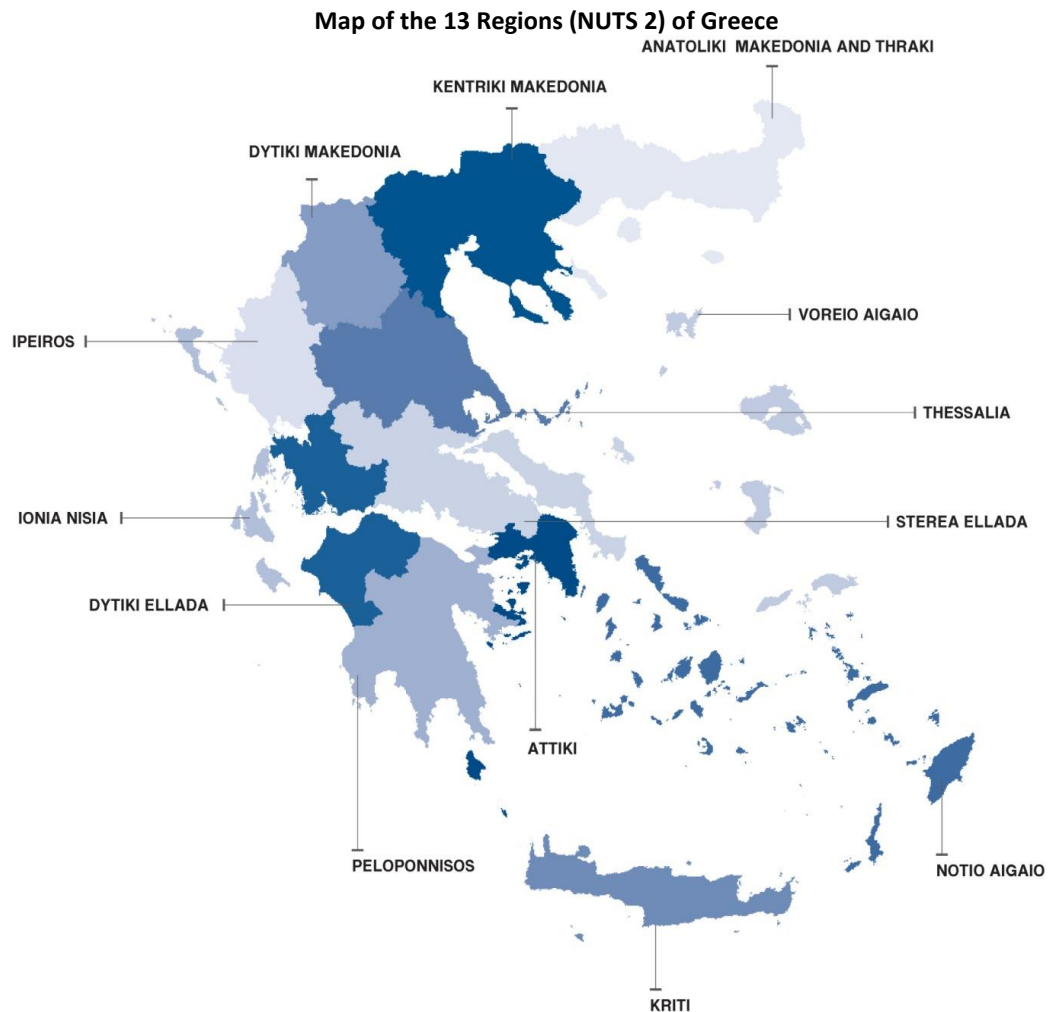 Map of the 13 Regions (NUTS 2) of Greece
ANATOLIKI MAKEDONIA AND THRAKI
KENTRIKI MAKEDONIA
DYTIKI MAKEDONIA
VOREIO AIGAIO
IPEIROS
THESSALIA
IONIA NISIA
STEREA ELLADA
DYTIKI ELLADA
ATTIKI
PELOPONNISOS
NOTIO AIGAIO
KRITI